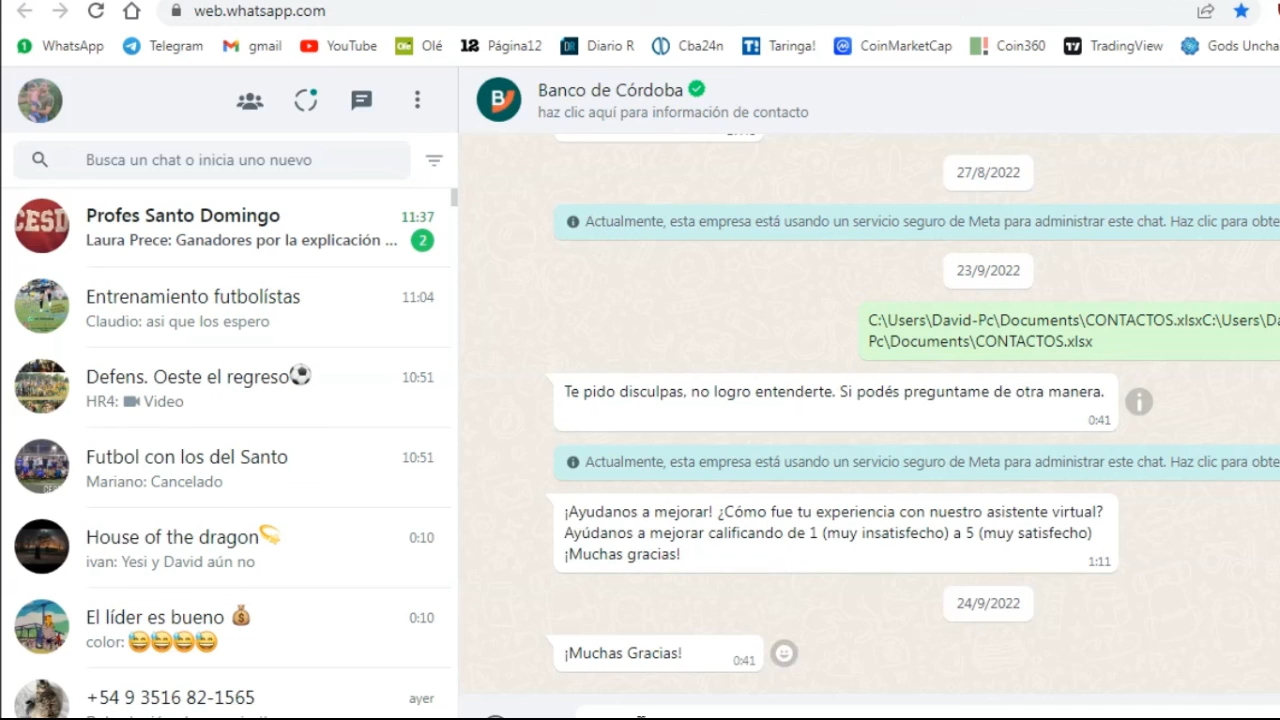 web.whatsapp.com
WhatsApp Telegram gmail YouTube Olé Página12 Diario R Cba24n Taringa! CoinMarketCap Coin360 TradingView Gods Uncha
Banco de Córdoba
haz clic aquí para información de contacto
Busca un chat o inicia uno nuevo
Profes Santo Domingo 11:37
Laura Prece: Ganadores por la explicación ... 2
Entrenamiento futbolístas 11:04
Claudio: asi que los espero
Defens. Oeste el regreso⚽ 10:51
HR4: Video
Futbol con los del Santo 10:51
Mariano: Cancelado
House of the dragon💫 0:10
ivan: Yesi y David aún no
El líder es bueno 💰 0:10
color: 😅😅😅😅
+54 9 3516 82-1565 ayer
27/8/2022
Actualmente, esta empresa está usando un servicio seguro de Meta para administrar este chat. Haz clic para obte
23/9/2022
C:\Users\David-Pc\Documents\CONTACTOS.xlsxC:\Users\Da
Pc\Documents\CONTACTOS.xlsx
Te pido disculpas, no logro entenderte. Si podés preguntame de otra manera.
0:41
Actualmente, esta empresa está usando un servicio seguro de Meta para administrar este chat. Haz clic para obte
¡Ayudanos a mejorar! ¿Cómo fue tu experiencia con nuestro asistente virtual?
Ayúdanos a mejorar calificando de 1 (muy insatisfecho) a 5 (muy satisfecho)
¡Muchas gracias!
1:11
24/9/2022
¡Muchas Gracias! 0:41